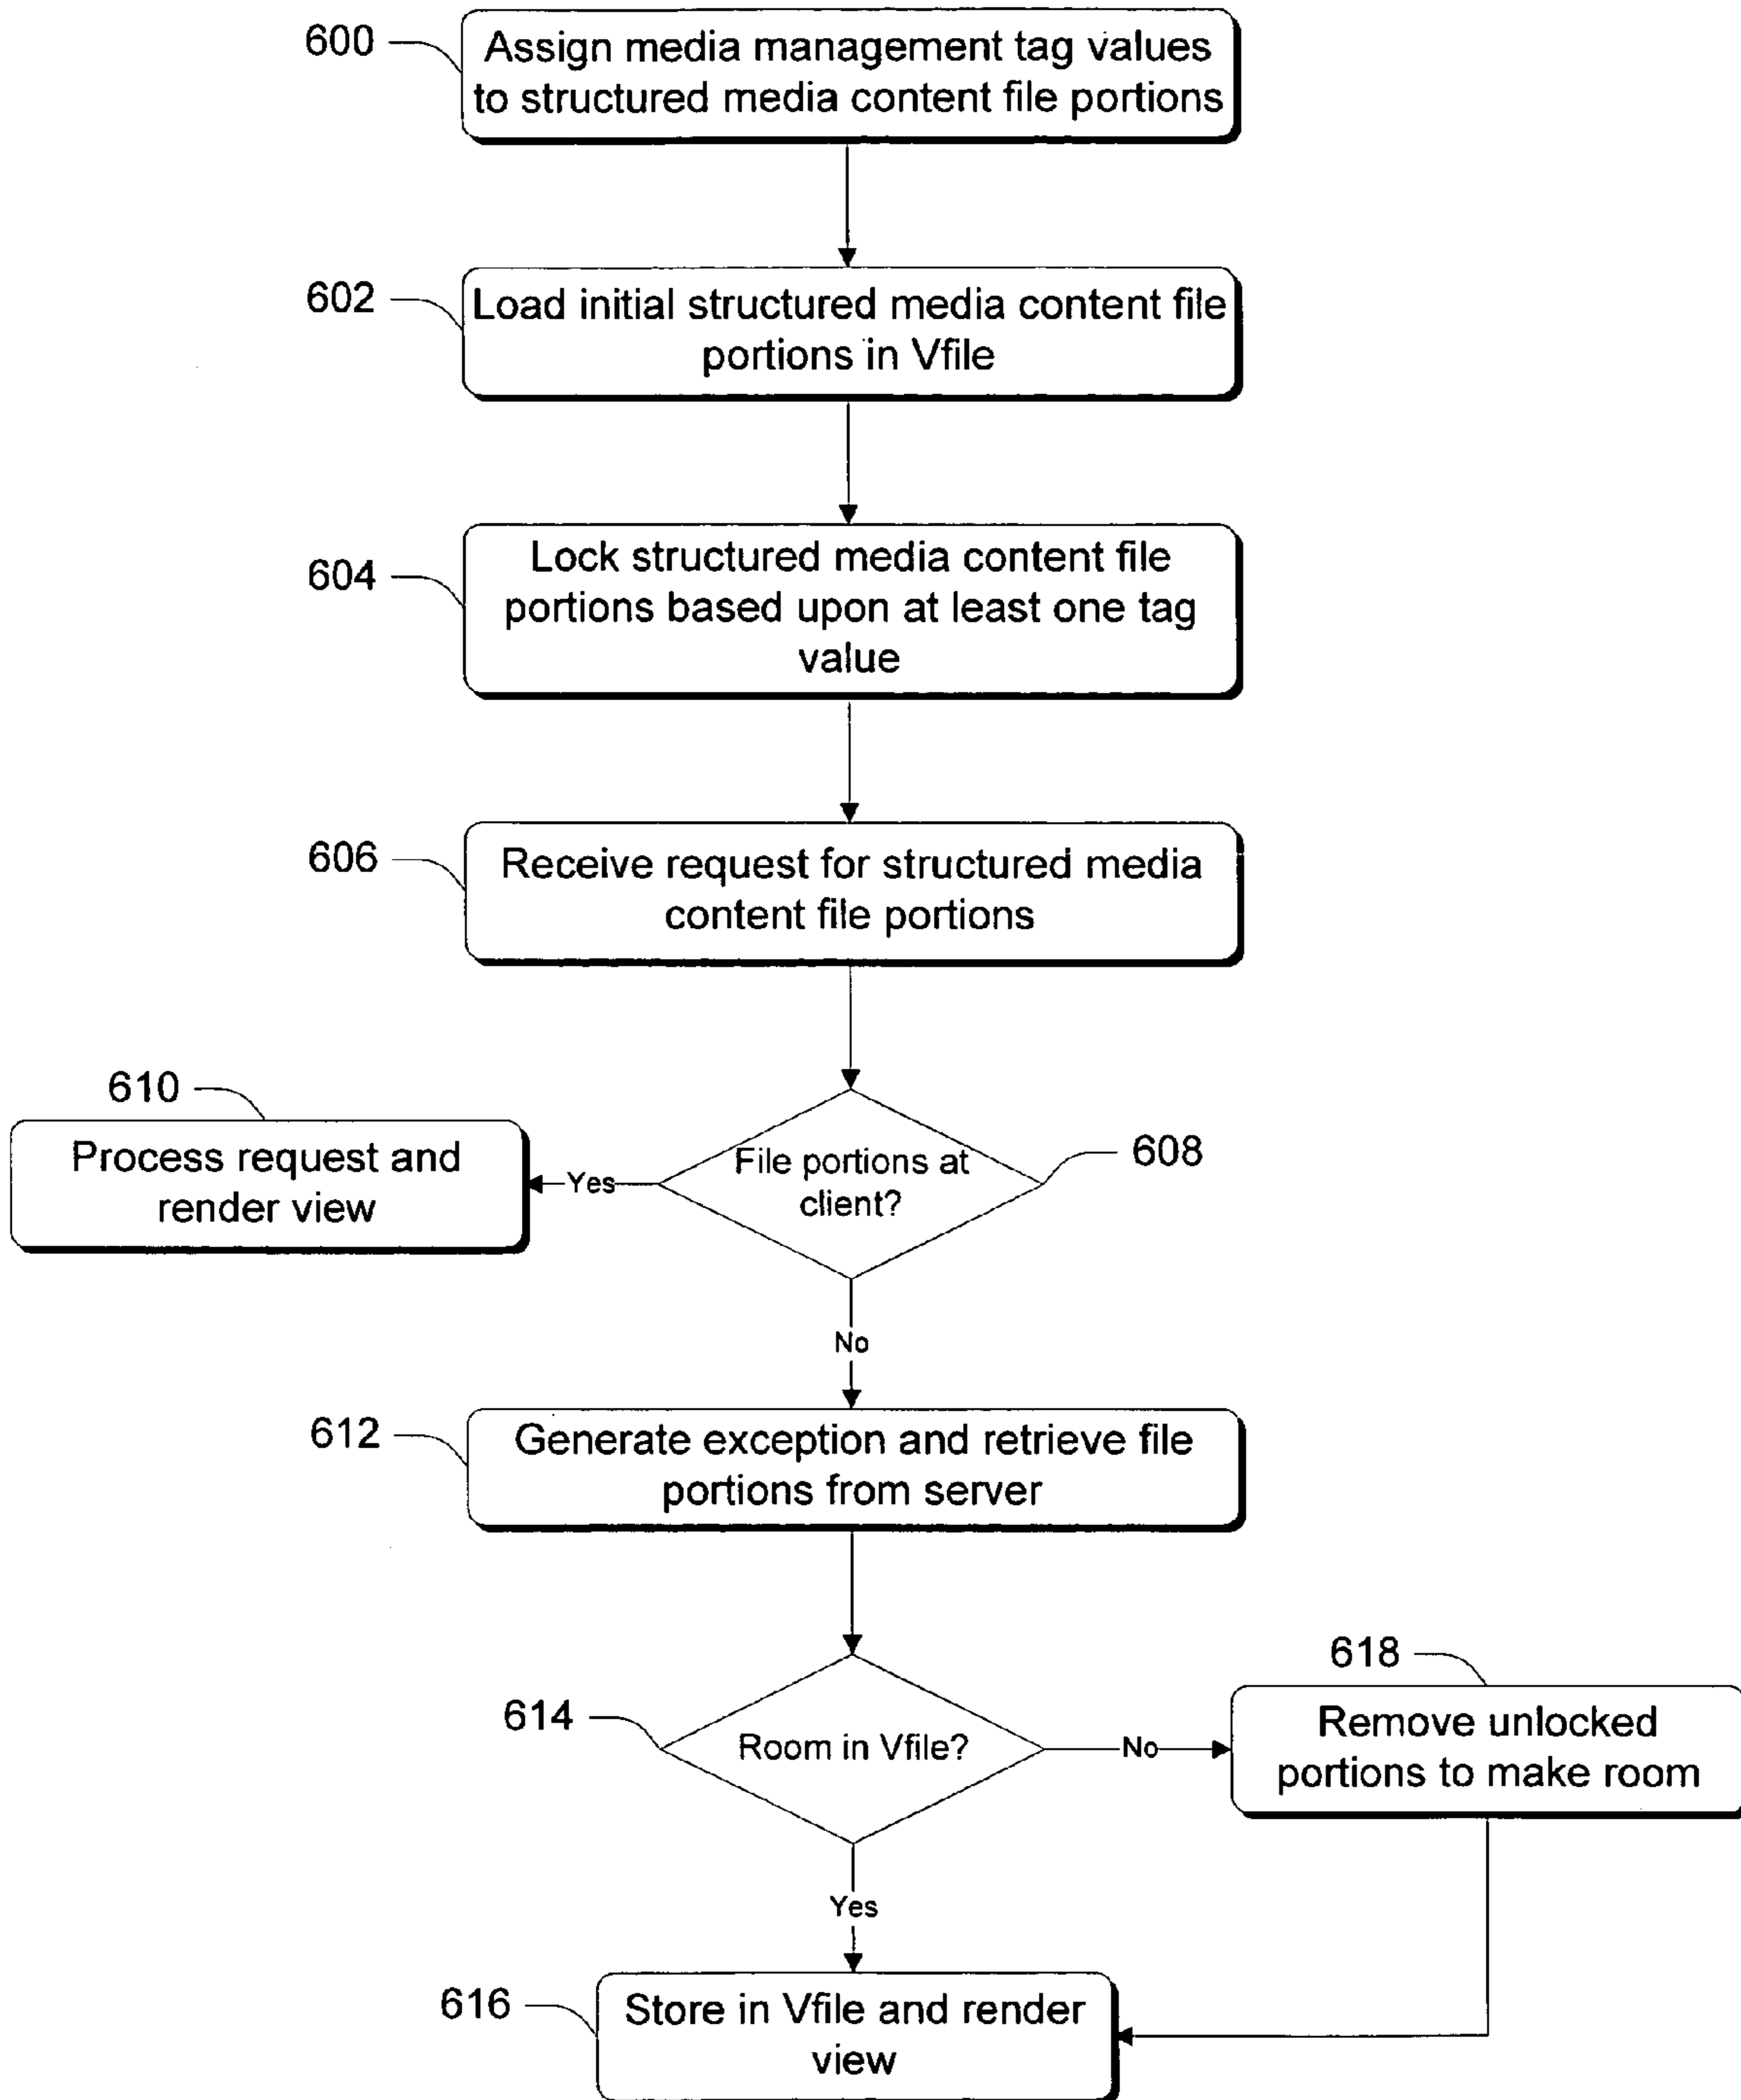 600
Assign media management tag values
to structured media content file portions
602
Load initial structured media content file
portions in Vfile
604
Lock structured media content file
portions based upon at least one tag
value
606
Receive request for structured media
content file portions
610
Process request and
render view
Yes
File portions at
client?
608
No
612
Generate exception and retrieve file
portions from server
614
Room in Vfile?
No
618
Remove unlocked
portions to make room
Yes
616
Store in Vfile and render
view